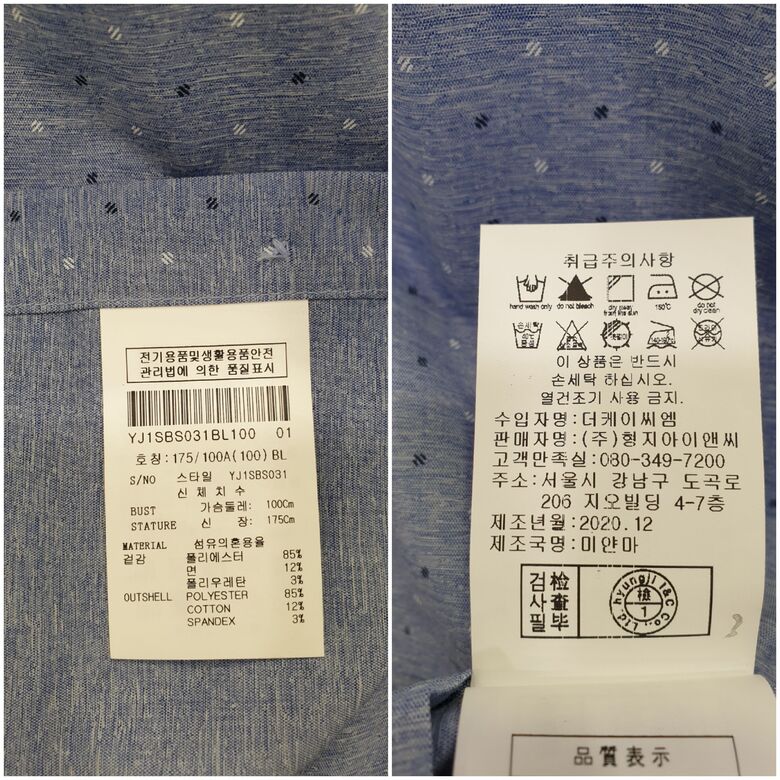 전기용품및생활용품안전
관리법에 의한 품질표시
YJ1SBS031BL100 01
호칭:175/100A(100) BL
S/NO 스타일 YJ1SBS031
신체치수
BUST 가슴둘레: 100Cm
STATURE 신 장: 175Cm
MATERIAL 섬유의혼용율
겉감 폴리에스터 85%
면 12%
폴리우레탄 3%
OUTSHELL POLYESTER 85%
COTTON 12%
SPANDEX 3%
취급주의사항
hand wash only
do not bleach
dry away
from the sun
150℃
do not
dry clean
이 상품은 반드시
손세탁 하십시오.
열건조기 사용 금지.
수입자명:더케이씨엠
판매자명:(주)형지아이앤씨
고객만족실:080-349-7200
주소:서울시 강남구 도곡로
206 지오빌딩 4-7층
제조년월:2020.12
제조국명:미얀마
검사필
检查毕
hyungji I&C Co., Ltd.
檢
1
品質表示